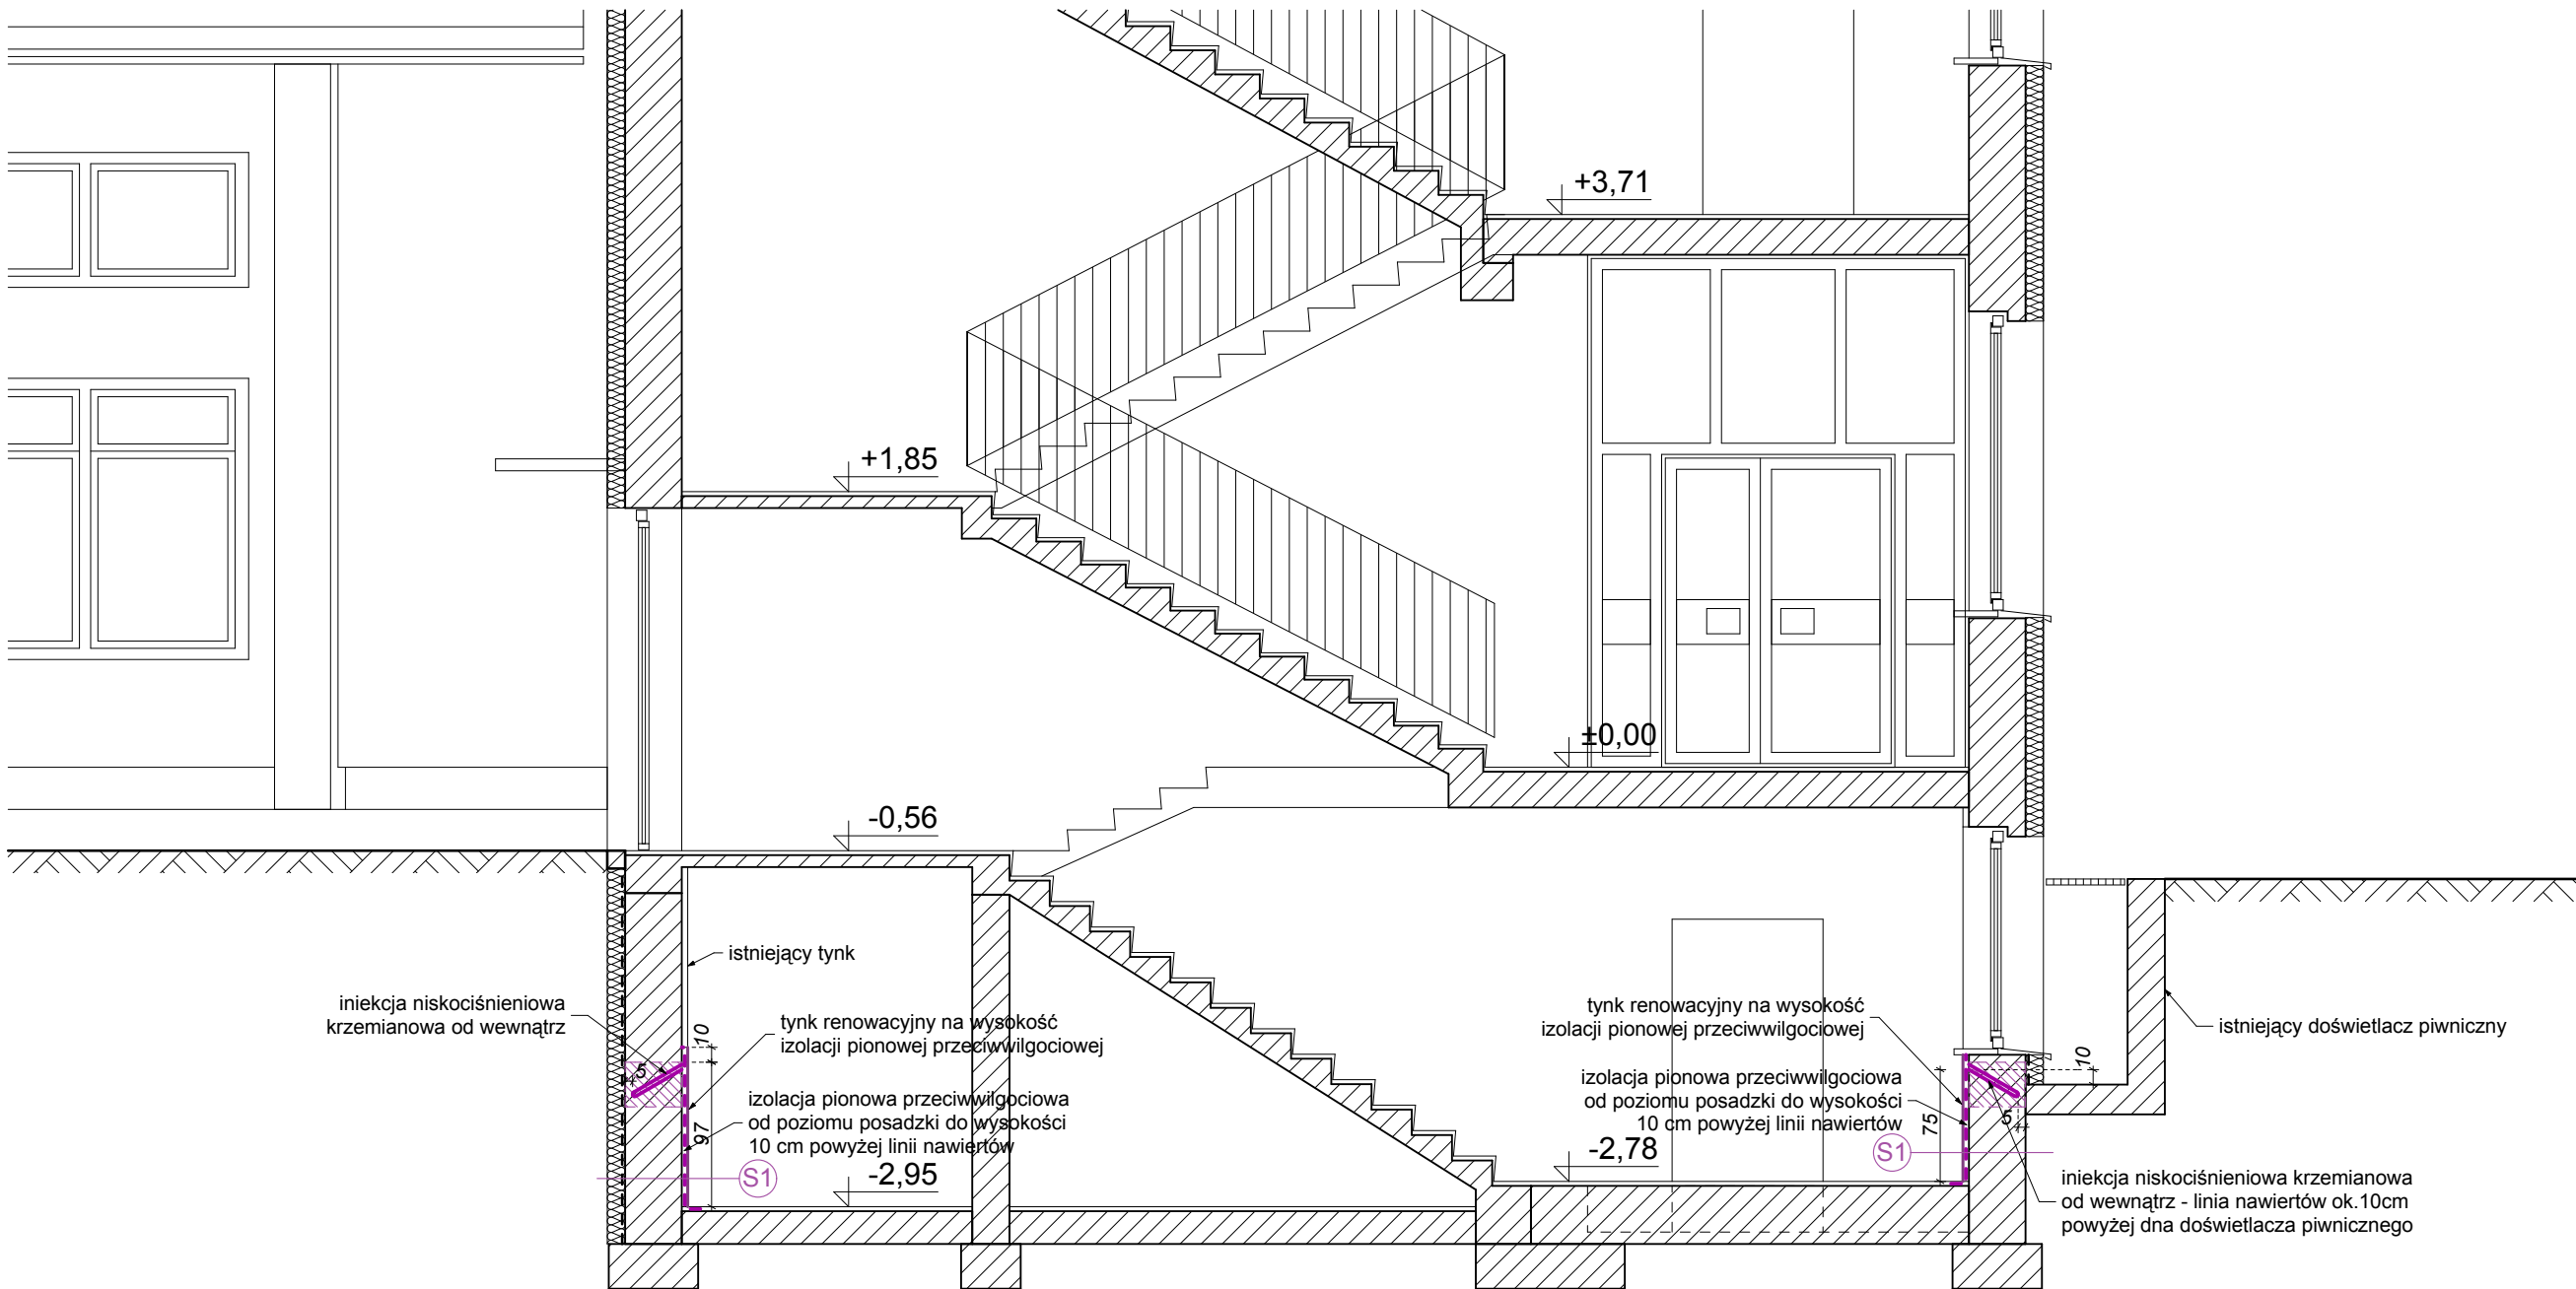 +3,71
+1,85
±0,00
-0,56
istniejący tynk
iniekcja niskociśnieniowa
krzemianowa od wewnątrz
10
5
tynk renowacyjny na wysokość
izolacji pionowej przeciwwilgociowej
izolacja pionowa przeciwwilgociowa
od poziomu posadzki do wysokości
10 cm powyżej linii nawiertów
97
S1
-2,95
tynk renowacyjny na wysokość
izolacji pionowej przeciwwilgociowej
izolacja pionowa przeciwwilgociowa
od poziomu posadzki do wysokości
10 cm powyżej linii nawiertów
75
-2,78
S1
5
10
istniejący doświetlacz piwniczny
iniekcja niskociśnieniowa krzemianowa
od wewnątrz - linia nawiertów ok.10cm
powyżej dna doświetlacza piwnicznego